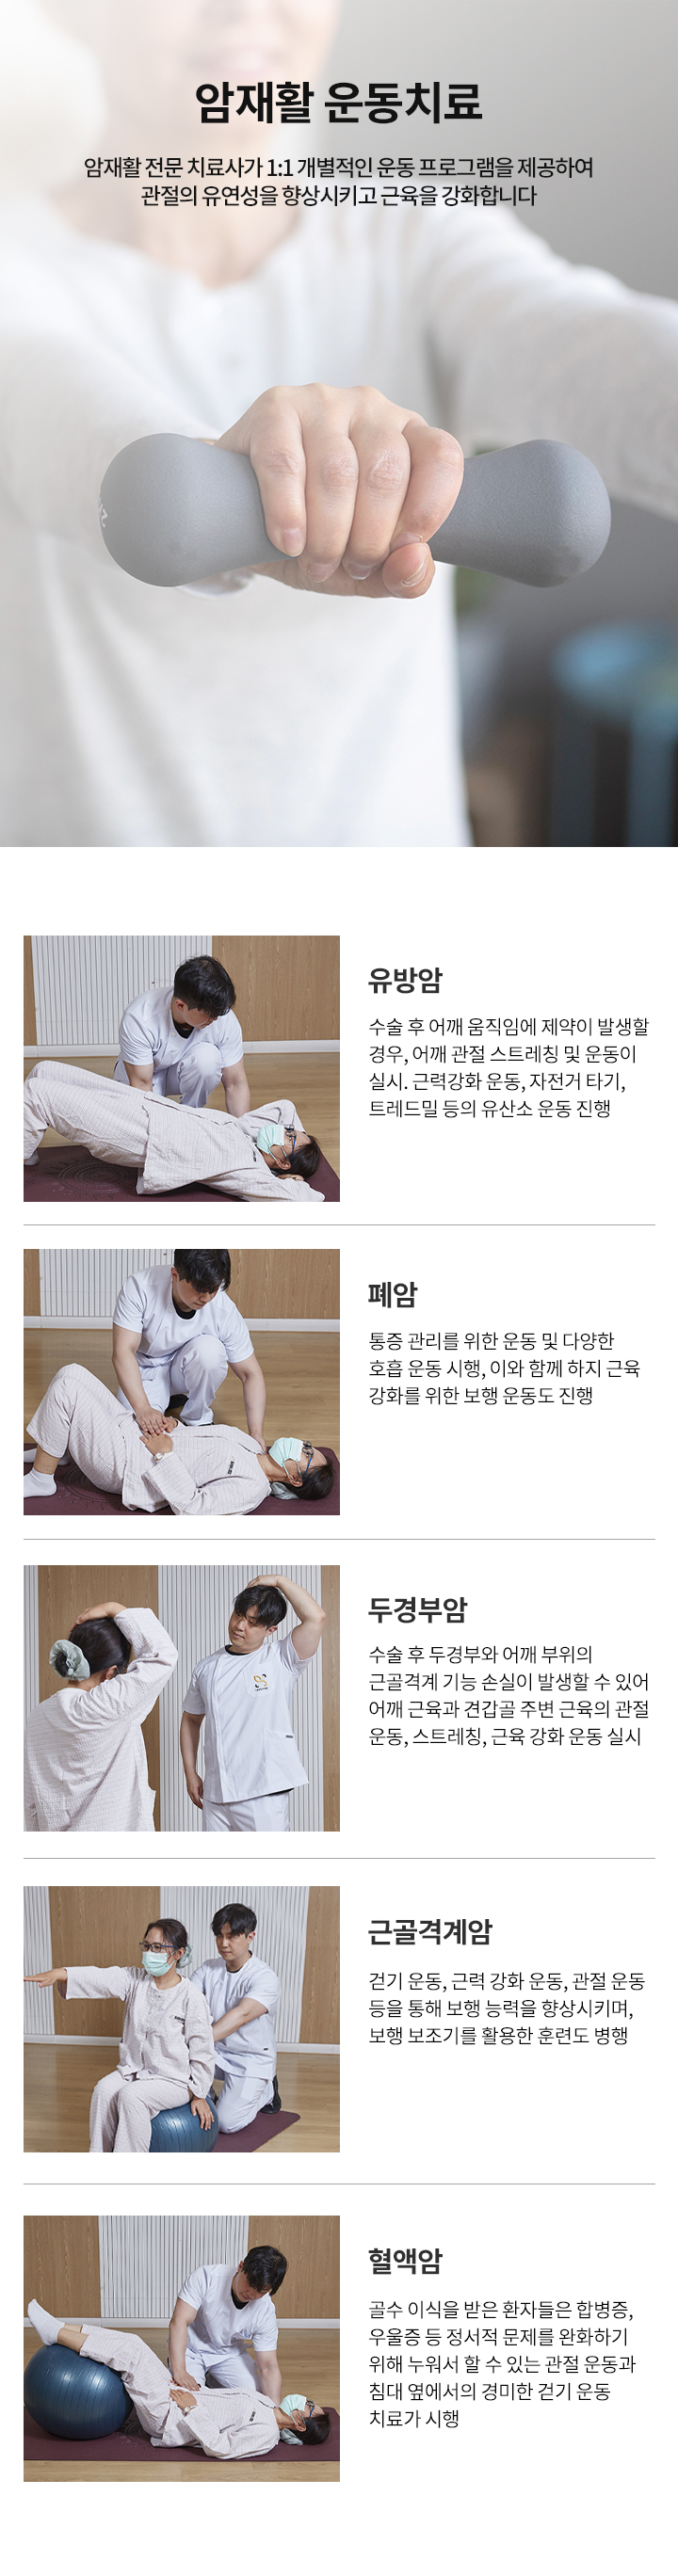 암재활 운동치료
암재활 전문 치료사가 1:1 개별적인 운동 프로그램을 제공하여
관절의 유연성을 향상시키고 근육을 강화합니다
유방암
수술 후 어깨 움직임에 제약이 발생할
경우, 어깨 관절 스트레칭 및 운동이
실시. 근력강화 운동, 자전거 타기,
트레드밀 등의 유산소 운동 진행
폐암
통증 관리를 위한 운동 및 다양한
호흡 운동 시행, 이와 함께 하지 근육
강화를 위한 보행 운동도 진행
두경부암
수술 후 두경부와 어깨 부위의
근골격계 기능 손실이 발생할 수 있어
어깨 근육과 견갑골 주변 근육의 관절
운동, 스트레칭, 근육 강화 운동 실시
근골격계암
걷기 운동, 근력 강화 운동, 관절 운동
등을 통해 보행 능력을 향상시키며,
보행 보조기를 활용한 훈련도 병행
혈액암
골수 이식을 받은 환자들은 합병증,
우울증 등 정서적 문제를 완화하기
위해 누워서 할 수 있는 관절 운동과
침대 옆에서의 경미한 걷기 운동
치료가 시행